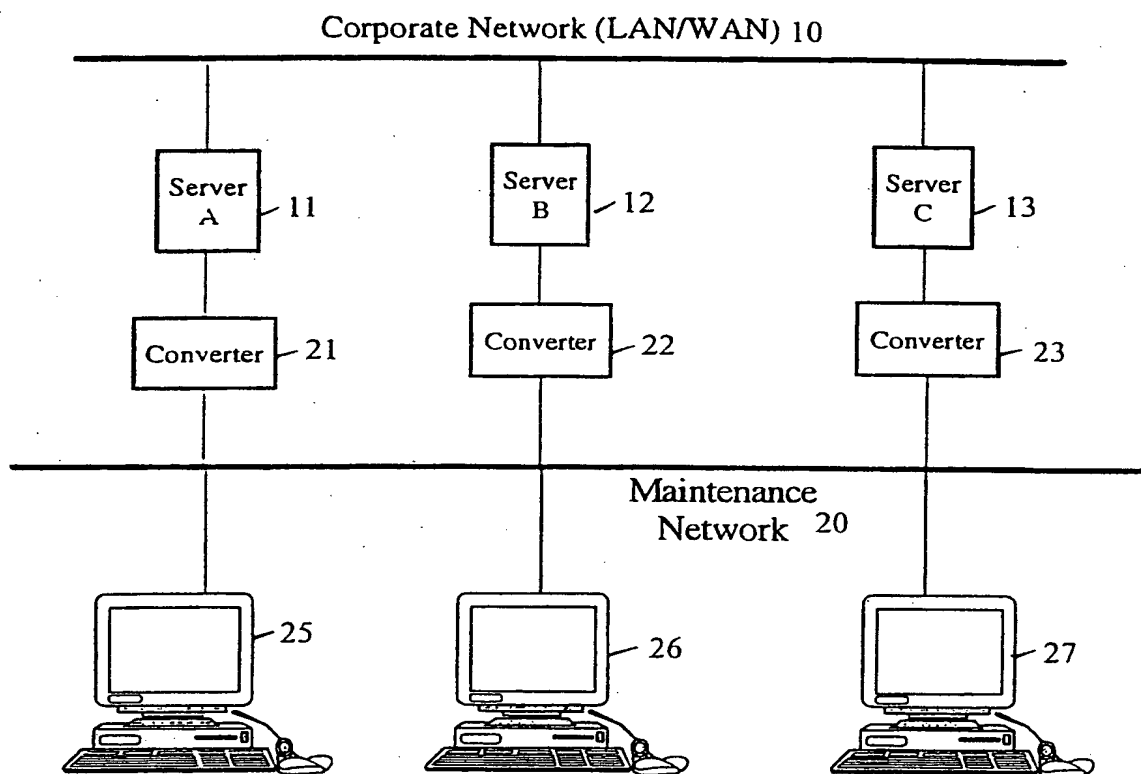 Corporate Network (LAN/WAN) 10
Server
A
11
Server
B
12
Server
C
13
Converter
21
Converter
22
Converter
23
Maintenance
Network 20
25
26
27